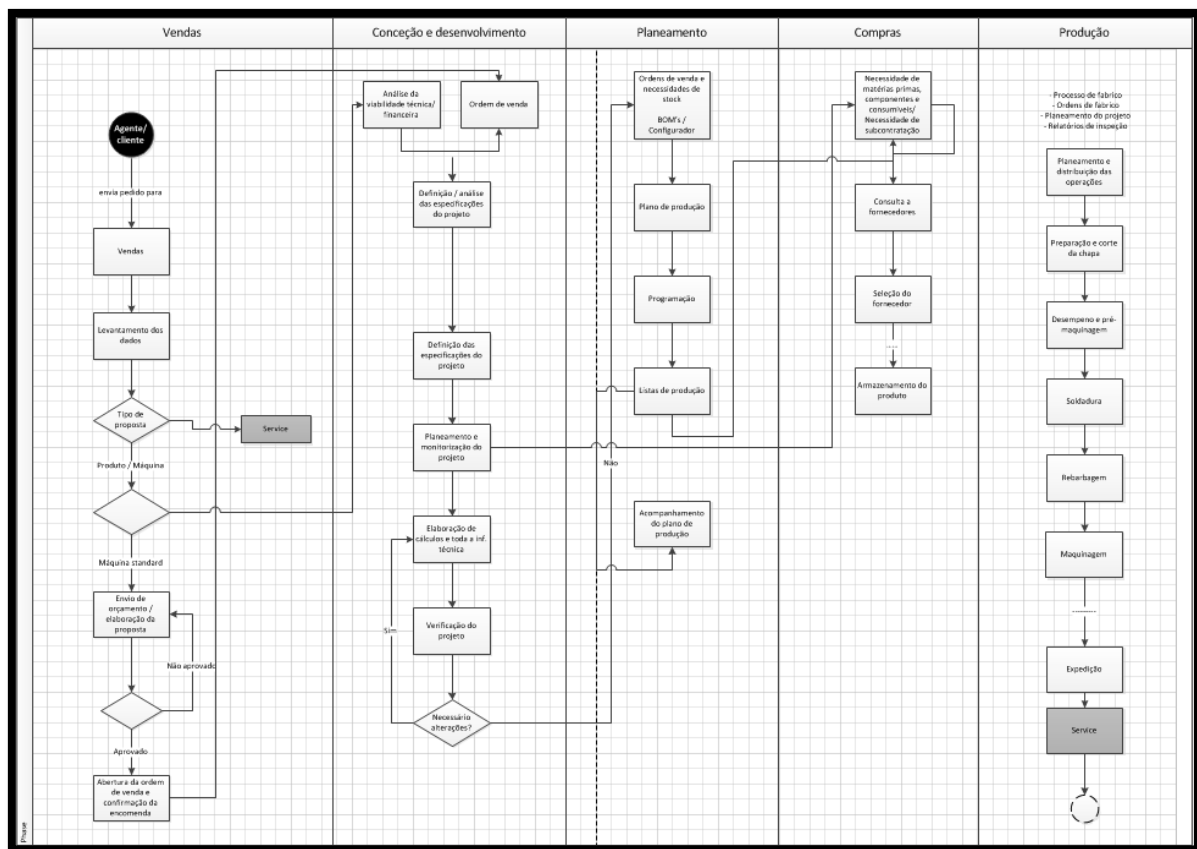 Vendas
Conceção e desenvolvimento
Planeamento
Compras
Produção
Agente/
cliente
envia pedido para
Vendas
Levantamento dos
dados
Tipo de
proposta
Service
Produto / Máquina
Máquina standard
Envio de
orçamento /
elaboração da
proposta
Não aprovado
Aprovado
Abertura da ordem
de venda e
confirmação da
encomenda
Análise da
viabilidade técnica/
financeira
Ordem de venda
Definição / análise
das especificações
do projeto
Definição das
especificações do
projeto
Planeamento e
monitorização do
projeto
Elaboração de
cálculos e toda a inf.
técnica
Verificação do
projeto
Sim
Necessário
alterações?
Não
Ordens de venda e
necessidades de
stock
BOM's /
Configurador
Plano de produção
Programação
Listas de produção
Acompanhamento
do plano de
produção
Necessidade de
matérias primas,
componentes e
consumíveis/
Necessidade de
subcontratação
Consulta a
fornecedores
Seleção do
fornecedor
.....
Armazenamento do
produto
- Processo de fabrico
- Ordens de fabrico
- Planeamento do projeto
- Relatórios de inspeção
Planeamento e
distribuição das
operações
Preparação e corte
da chapa
Desempeno e pré-
maquinagem
Soldadura
Rebarbagem
Maquinagem
..........
Expedição
Service
Phase